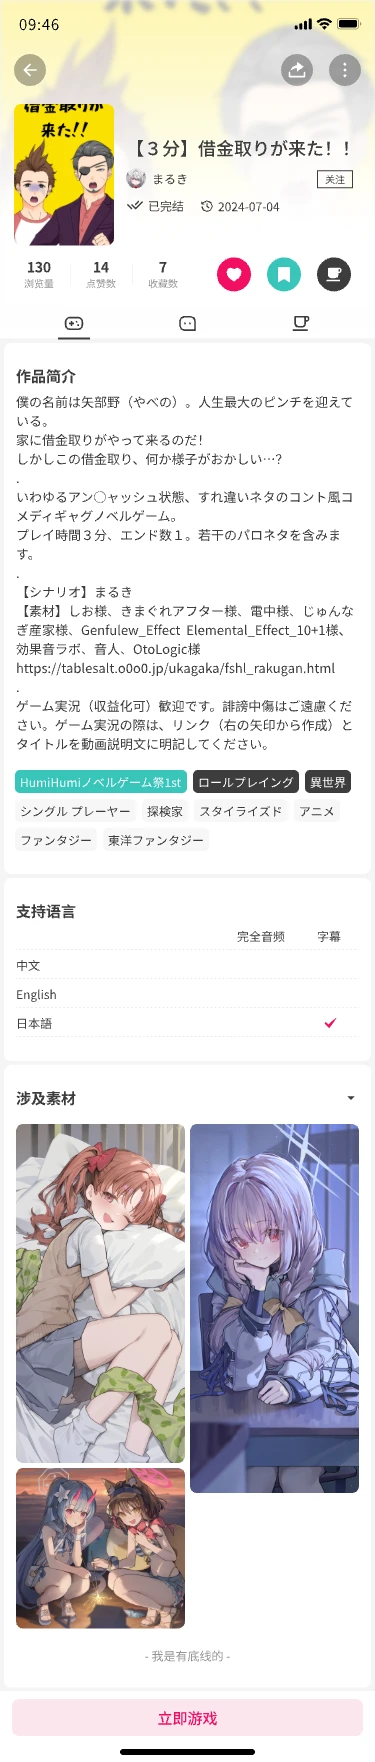 09:46
借金取りが
来た!!
【３分】借金取りが来た！！
まるき
关注
已完结 2024-07-04
130 14 7
浏览量 点赞数 收藏数
作品简介
僕の名前は矢部野（やべの）。人生最大のピンチを迎えて
いる。
家に借金取りがやって来るのだ！
しかしこの借金取り、何か様子がおかしい…？
.
いわゆるアン〇ャッシュ状態、すれ違いネタのコント風コ
メディギャグノベルゲーム。
プレイ時間３分、エンド数１。若干のパロネタを含みま
す。
.
【シナリオ】まるき
【素材】しお様、きまぐれアフター様、電中様、じゅんな
ぎ産家様、Genfulew_Effect Elemental_Effect_10+1様、
効果音ラボ、音人、OtoLogic様
https://tablesalt.o0o0.jp/ukagaka/fshl_rakugan.html
.
ゲーム実況（収益化可）歓迎です。誹謗中傷はご遠慮くだ
さい。ゲーム実況の際は、リンク（右の矢印から作成）と
タイトルを動画説明文に明記してください。
HumiHumiノベルゲーム祭1st ロールプレイング 異世界
シングル プレーヤー 探検家 スタイライズド アニメ
ファンタジー 東洋ファンタジー
支持语言
完全音频 字幕
中文
English
日本語
涉及素材
- 我是有底线的 -
立即游戏